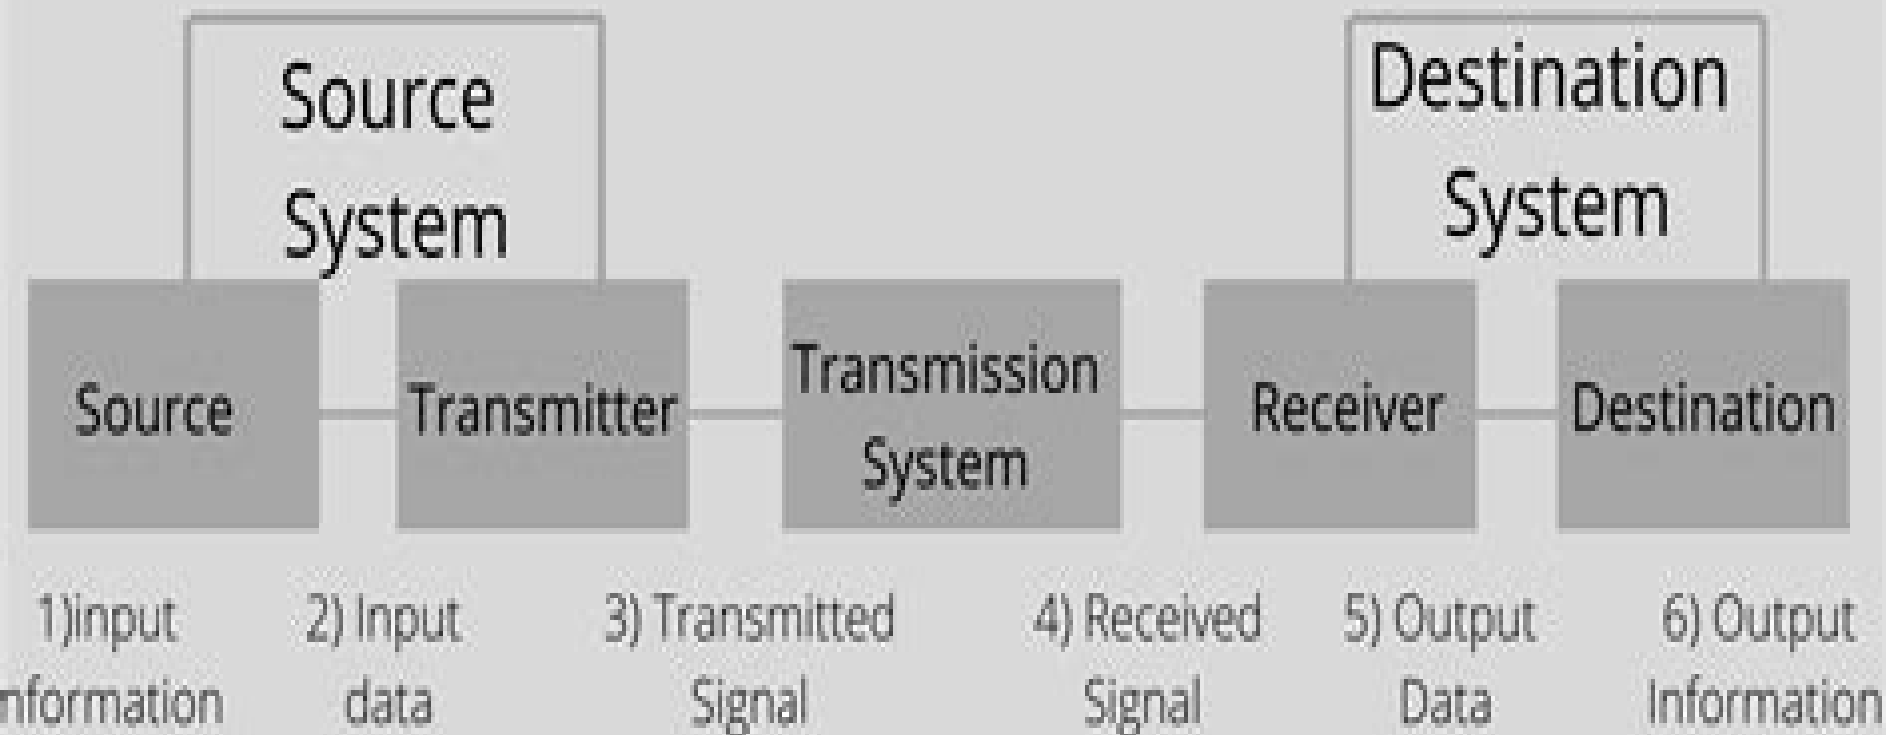 Source
System
Destination
System
Source
Transmitter
Transmission
System
Receiver
Destination
1)input
nformation
2) Input
data
3) Transmitted
Signal
4) Received
Signal
5) Output
Data
6) Output
Information